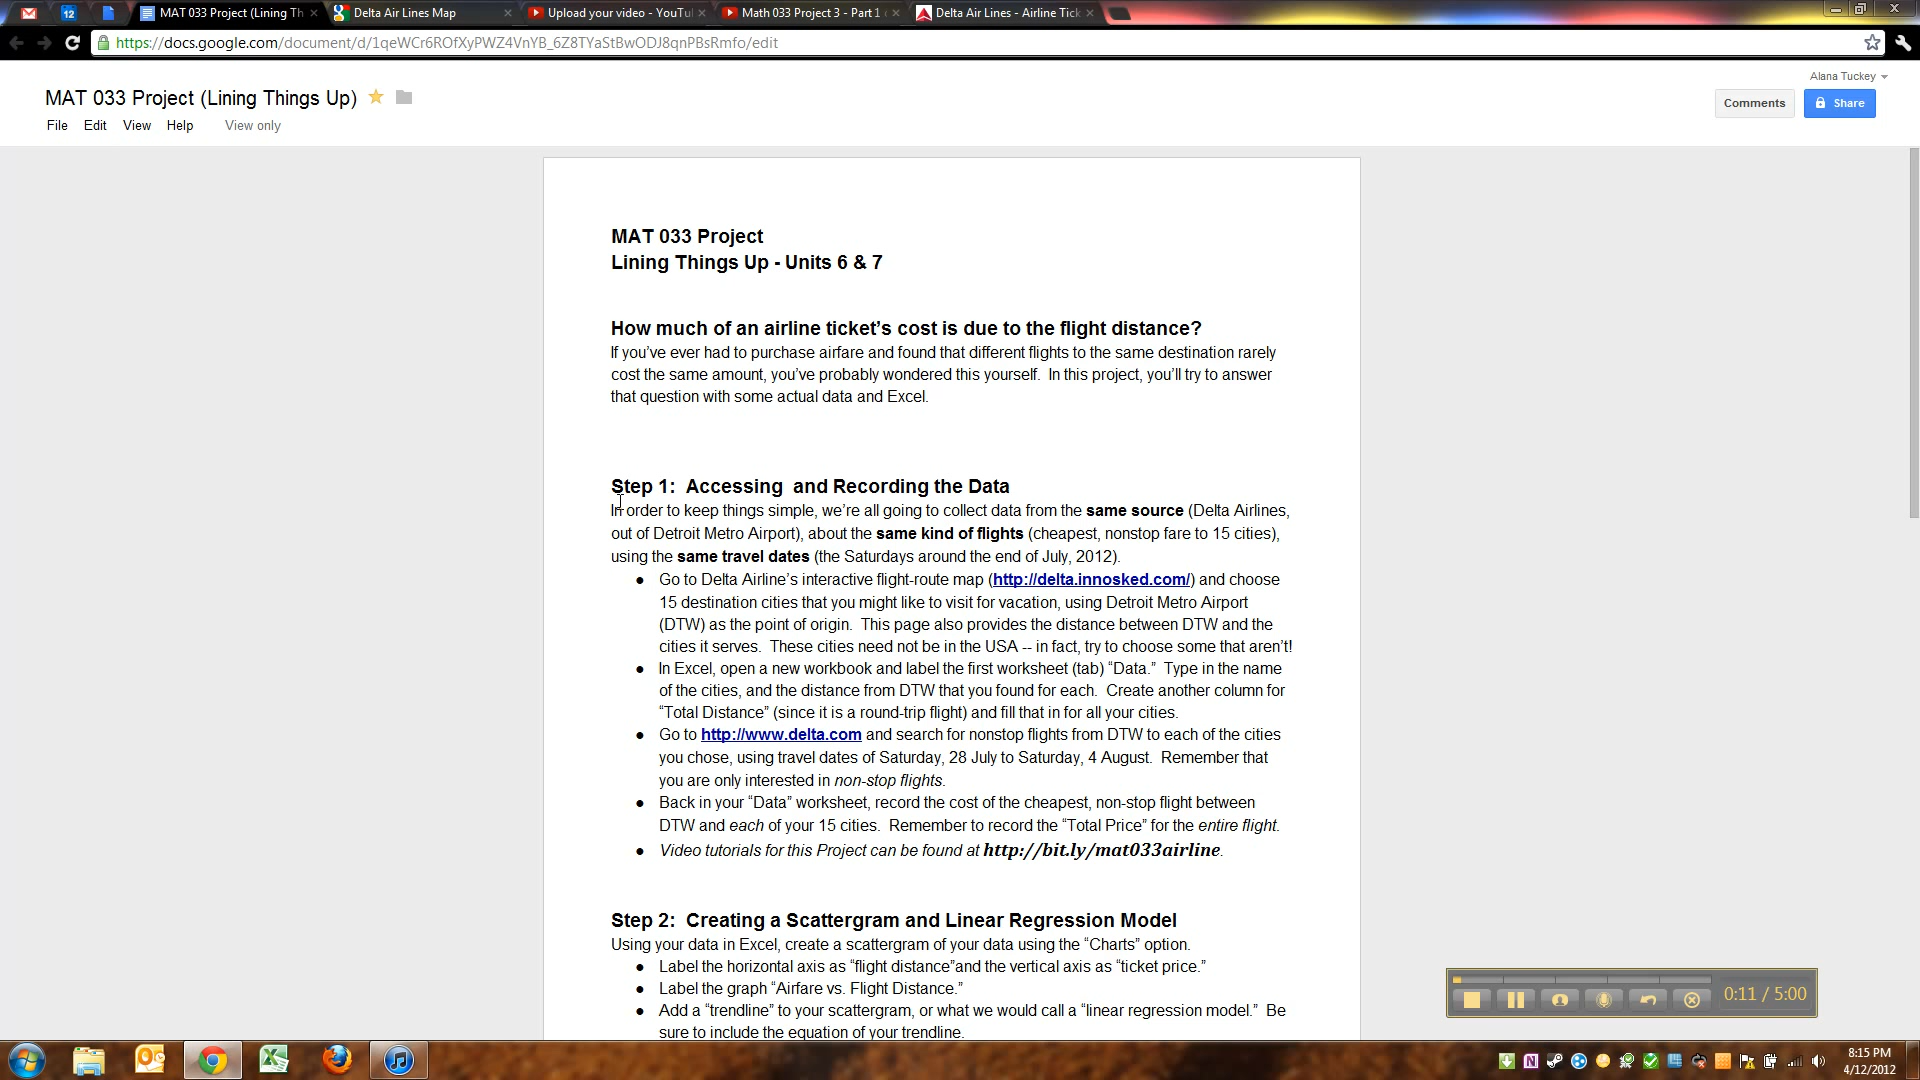 12
MAT 033 Project (Lining Th
Delta Air Lines Map
Upload your video - YouTu
Math 033 Project 3 - Part 1
Delta Air Lines - Airline Tick
https://docs.google.com/document/d/1qeWCr6ROfXyPWZ4VnYB_6Z8TYaStBwODJ8qnPBsRmfo/edit
Alana Tuckey
MAT 033 Project (Lining Things Up)
Comments
Share
File Edit View Help View only
MAT 033 Project
Lining Things Up - Units 6 & 7
How much of an airline ticket’s cost is due to the flight distance?
If you’ve ever had to purchase airfare and found that different flights to the same destination rarely
cost the same amount, you’ve probably wondered this yourself. In this project, you’ll try to answer
that question with some actual data and Excel.
Step 1: Accessing and Recording the Data
In order to keep things simple, we’re all going to collect data from the same source (Delta Airlines,
out of Detroit Metro Airport), about the same kind of flights (cheapest, nonstop fare to 15 cities),
using the same travel dates (the Saturdays around the end of July, 2012).
● Go to Delta Airline’s interactive flight-route map (http://delta.innosked.com/) and choose
15 destination cities that you might like to visit for vacation, using Detroit Metro Airport
(DTW) as the point of origin. This page also provides the distance between DTW and the
cities it serves. These cities need not be in the USA -- in fact, try to choose some that aren’t!
● In Excel, open a new workbook and label the first worksheet (tab) “Data.” Type in the name
of the cities, and the distance from DTW that you found for each. Create another column for
“Total Distance” (since it is a round-trip flight) and fill that in for all your cities.
● Go to http://www.delta.com and search for nonstop flights from DTW to each of the cities
you chose, using travel dates of Saturday, 28 July to Saturday, 4 August. Remember that
you are only interested in non-stop flights.
● Back in your “Data” worksheet, record the cost of the cheapest, non-stop flight between
DTW and each of your 15 cities. Remember to record the “Total Price” for the entire flight.
● Video tutorials for this Project can be found at http://bit.ly/mat033airline.
Step 2: Creating a Scattergram and Linear Regression Model
Using your data in Excel, create a scattergram of your data using the “Charts” option.
● Label the horizontal axis as “flight distance”and the vertical axis as “ticket price.”
● Label the graph “Airfare vs. Flight Distance.”
● Add a “trendline” to your scattergram, or what we would call a “linear regression model.” Be
sure to include the equation of your trendline.
0:11 / 5:00
8:15 PM
4/12/2012